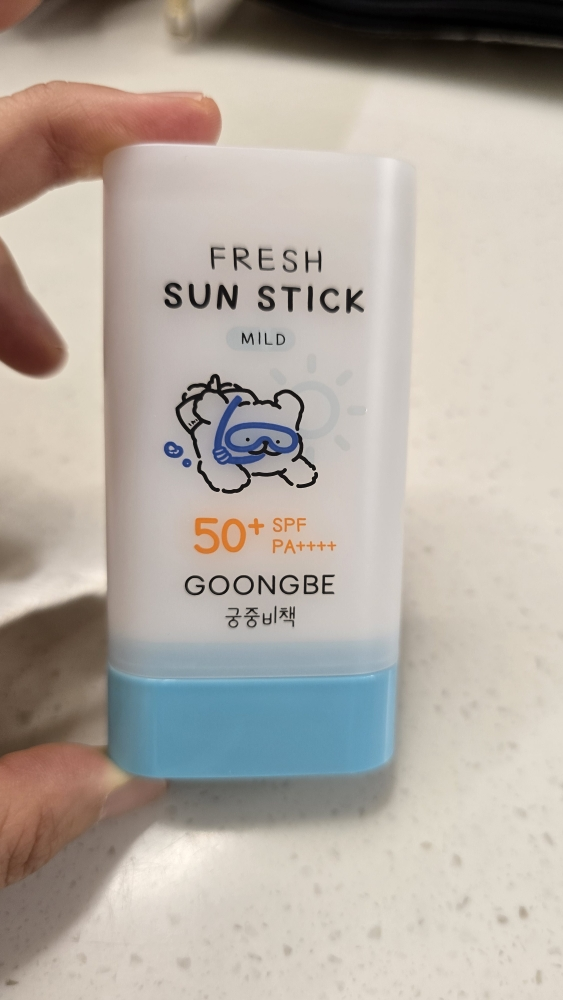 FRESH
SUN STICK
MILD
50+ SPF
PA++++
GOONGBE
궁중비책